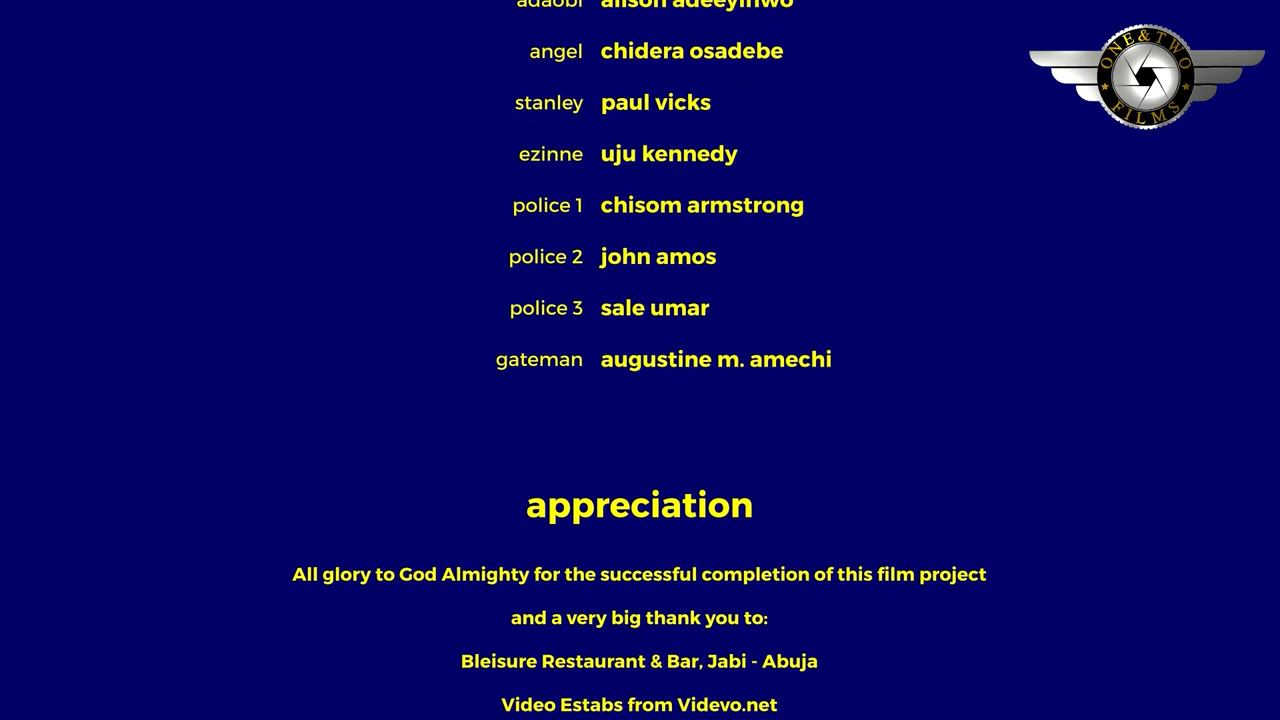 angel chidera osadebe
stanley paul vicks
ezinne uju kennedy
police 1 chisom armstrong
police 2 john amos
police 3 sale umar
gateman augustine m. amechi
appreciation
All glory to God Almighty for the successful completion of this film project
and a very big thank you to:
Bleisure Restaurant & Bar, Jabi - Abuja
Video Estabs from Videvo.net
ONE & TWO
FILMS